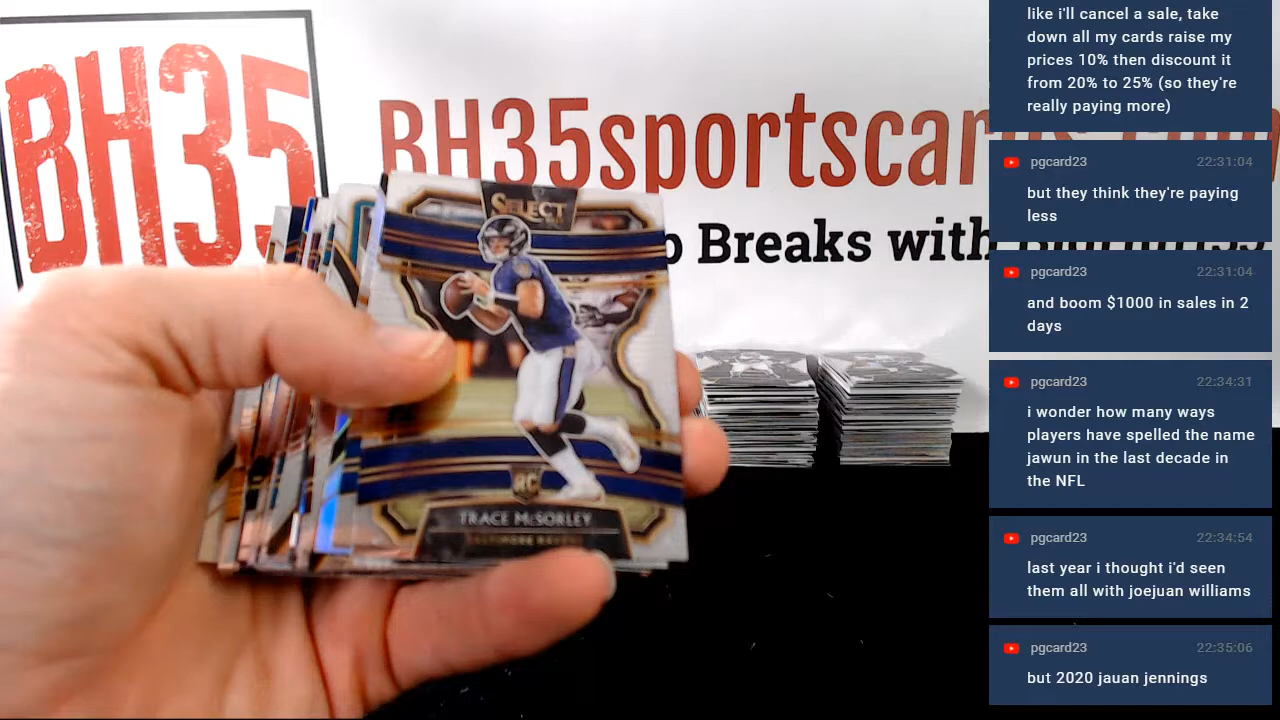 BH35
BH35sportscar
Breaks with
SELECT
RC
TRACE McSORLEY
like i'll cancel a sale, take
down all my cards raise my
prices 10% then discount it
from 20% to 25% (so they're
really paying more)
pgcard23 22:31:04
but they think they're paying
less
pgcard23 22:31:04
and boom $1000 in sales in 2
days
pgcard23 22:34:31
i wonder how many ways
players have spelled the name
jawun in the last decade in
the NFL
pgcard23 22:34:54
last year i thought i'd seen
them all with joejuan williams
pgcard23 22:35:06
but 2020 jauan jennings